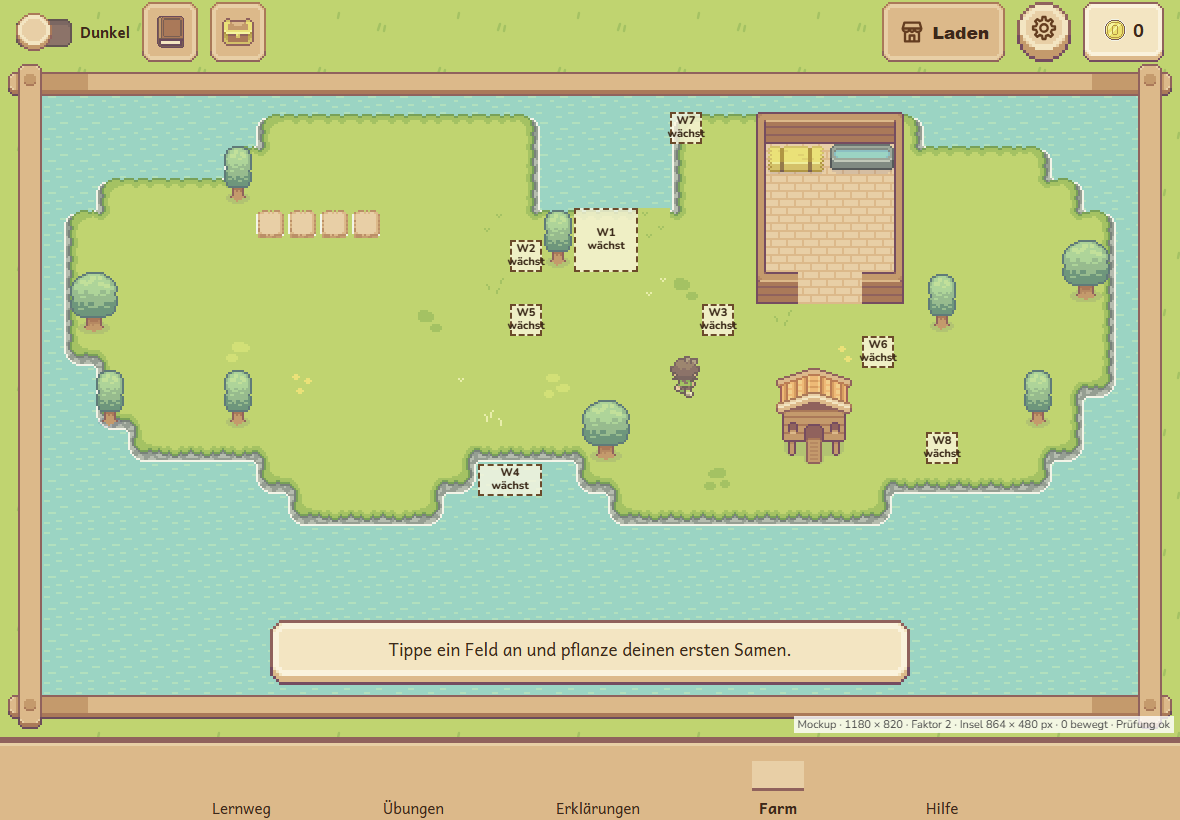 Dunkel
Laden
0
W7
wächst
W1
wächst
W2
wächst
W5
wächst
W3
wächst
W6
wächst
W8
wächst
W4
wächst
Tippe ein Feld an und pflanze deinen ersten Samen.
Mockup · 1180 × 820 · Faktor 2 · Insel 864 × 480 px · 0 bewegt · Prüfung ok
Lernweg
Übungen
Erklärungen
Farm
Hilfe